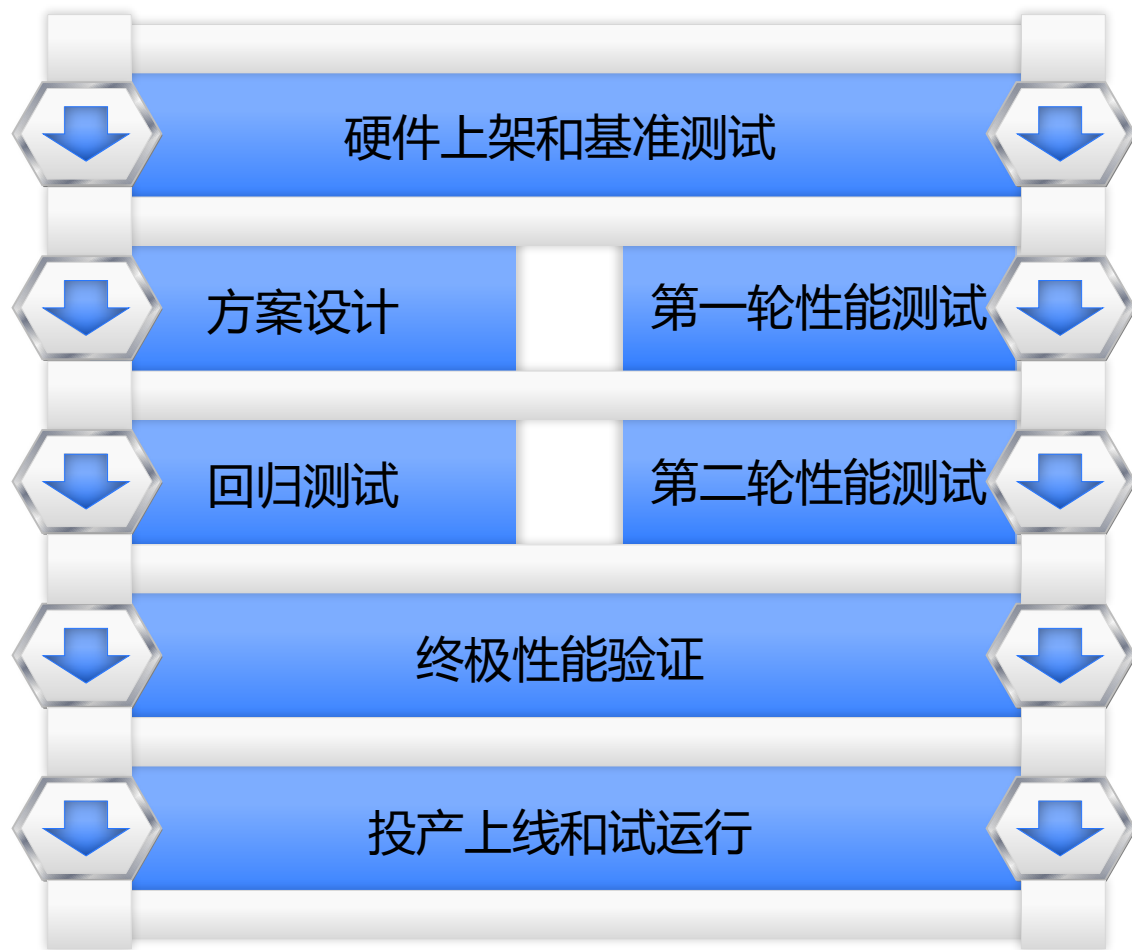 硬件上架和基准测试
方案设计
第一轮性能测试
回归测试
第二轮性能测试
终极性能验证
投产上线和试运行